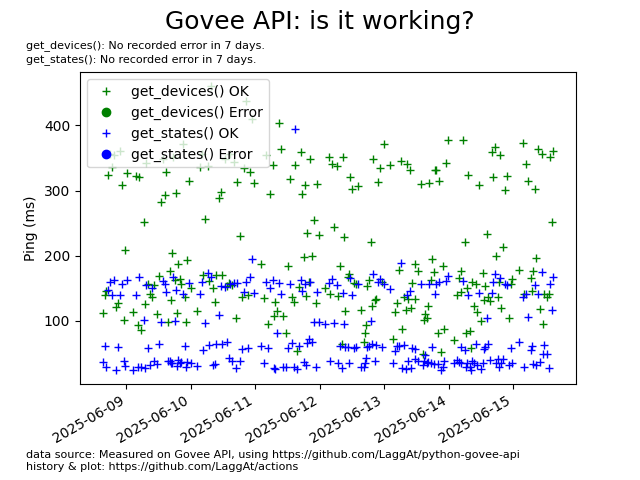 Govee API: is it working?
get_devices(): No recorded error in 7 days.
get_states(): No recorded error in 7 days.
get_devices() OK
get_devices() Error
get_states() OK
get_states() Error
Ping (ms)
400
300
200
100
2025-06-09
2025-06-10
2025-06-11
2025-06-12
2025-06-13
2025-06-14
2025-06-15
data source: Measured on Govee API, using https://github.com/LaggAt/python-govee-api
history & plot: https://github.com/LaggAt/actions